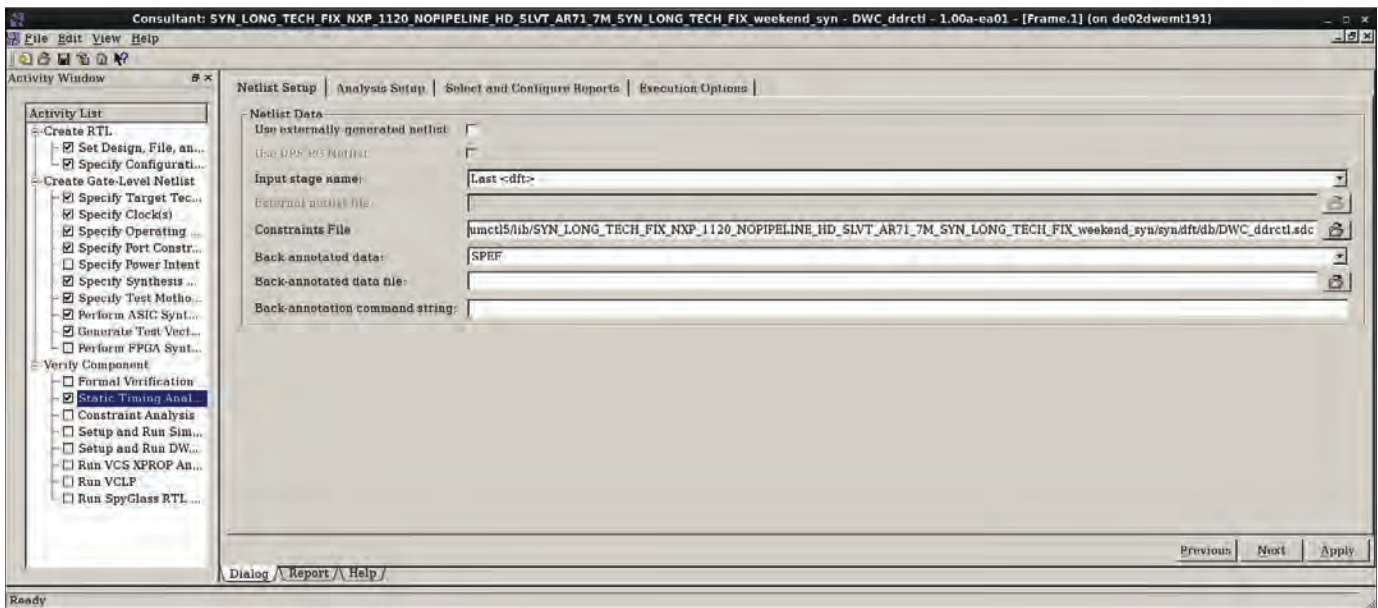 Consultant: SYN_LONG_TECH_FIX_NXP_1120_NOPIPELINE_HD_SLVT_AR71_7M_SYN_LONG_TECH_FIX_weekend_syn - DWC_ddrctl - 1.00a-ea01 - [Frame.1] (on de02dwemt191)
File Edit View Help
Activity Window
Activity List
Create RTL
Set Design, File, an...
Specify Configurati...
Create Gate-Level Netlist
Specify Target Tec...
Specify Clock(s)
Specify Operating ...
Specify Port Constr...
Specify Power Intent
Specify Synthesis ...
Specify Test Metho...
Perform ASIC Synt...
Generate Test Vect...
Perform FPGA Synt...
Verify Component
Formal Verification
Static Timing Anal...
Constraint Analysis
Setup and Run Sim...
Setup and Run DW...
Run VCS XPROP An...
Run VCLP
Run SpyGlass RTL ...
Netlist Setup Analysis Setup Select and Configure Reports Execution Options
Netlist Data
Use externally generated netlist
Use UPF PG Netlist
Input stage name: Last <dft>
External netlist file:
Constraints File umctl5/lib/SYN_LONG_TECH_FIX_NXP_1120_NOPIPELINE_HD_SLVT_AR71_7M_SYN_LONG_TECH_FIX_weekend_syn/syn/dft/db/DWC_ddrctl.sdc
Back annotated data: SPEF
Back-annotated data file:
Back-annotation command string:
Previous Next Apply
Dialog Report Help
Ready